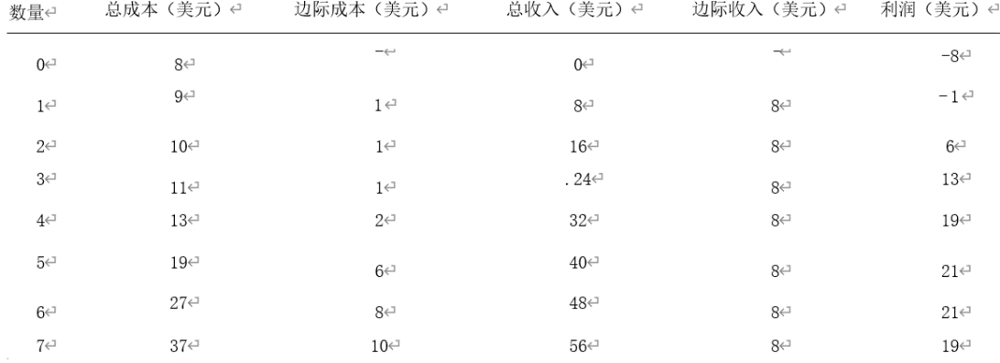 数量↵ 总成本（美元）↵ 边际成本（美元）↵ 总收入（美元）↵ 边际收入（美元）↵ 利润（美元）↵
0↵ 8↵ -↵ 0↵ -↵ -8↵
1↵ 9↵ 1↵ 8↵ 8↵ -1↵
2↵ 10↵ 1↵ 16↵ 8↵ 6↵
3↵ 11↵ 1↵ .24↵ 8↵ 13↵
4↵ 13↵ 2↵ 32↵ 8↵ 19↵
5↵ 19↵ 6↵ 40↵ 8↵ 21↵
6↵ 27↵ 8↵ 48↵ 8↵ 21↵
7↵ 37↵ 10↵ 56↵ 8↵ 19↵